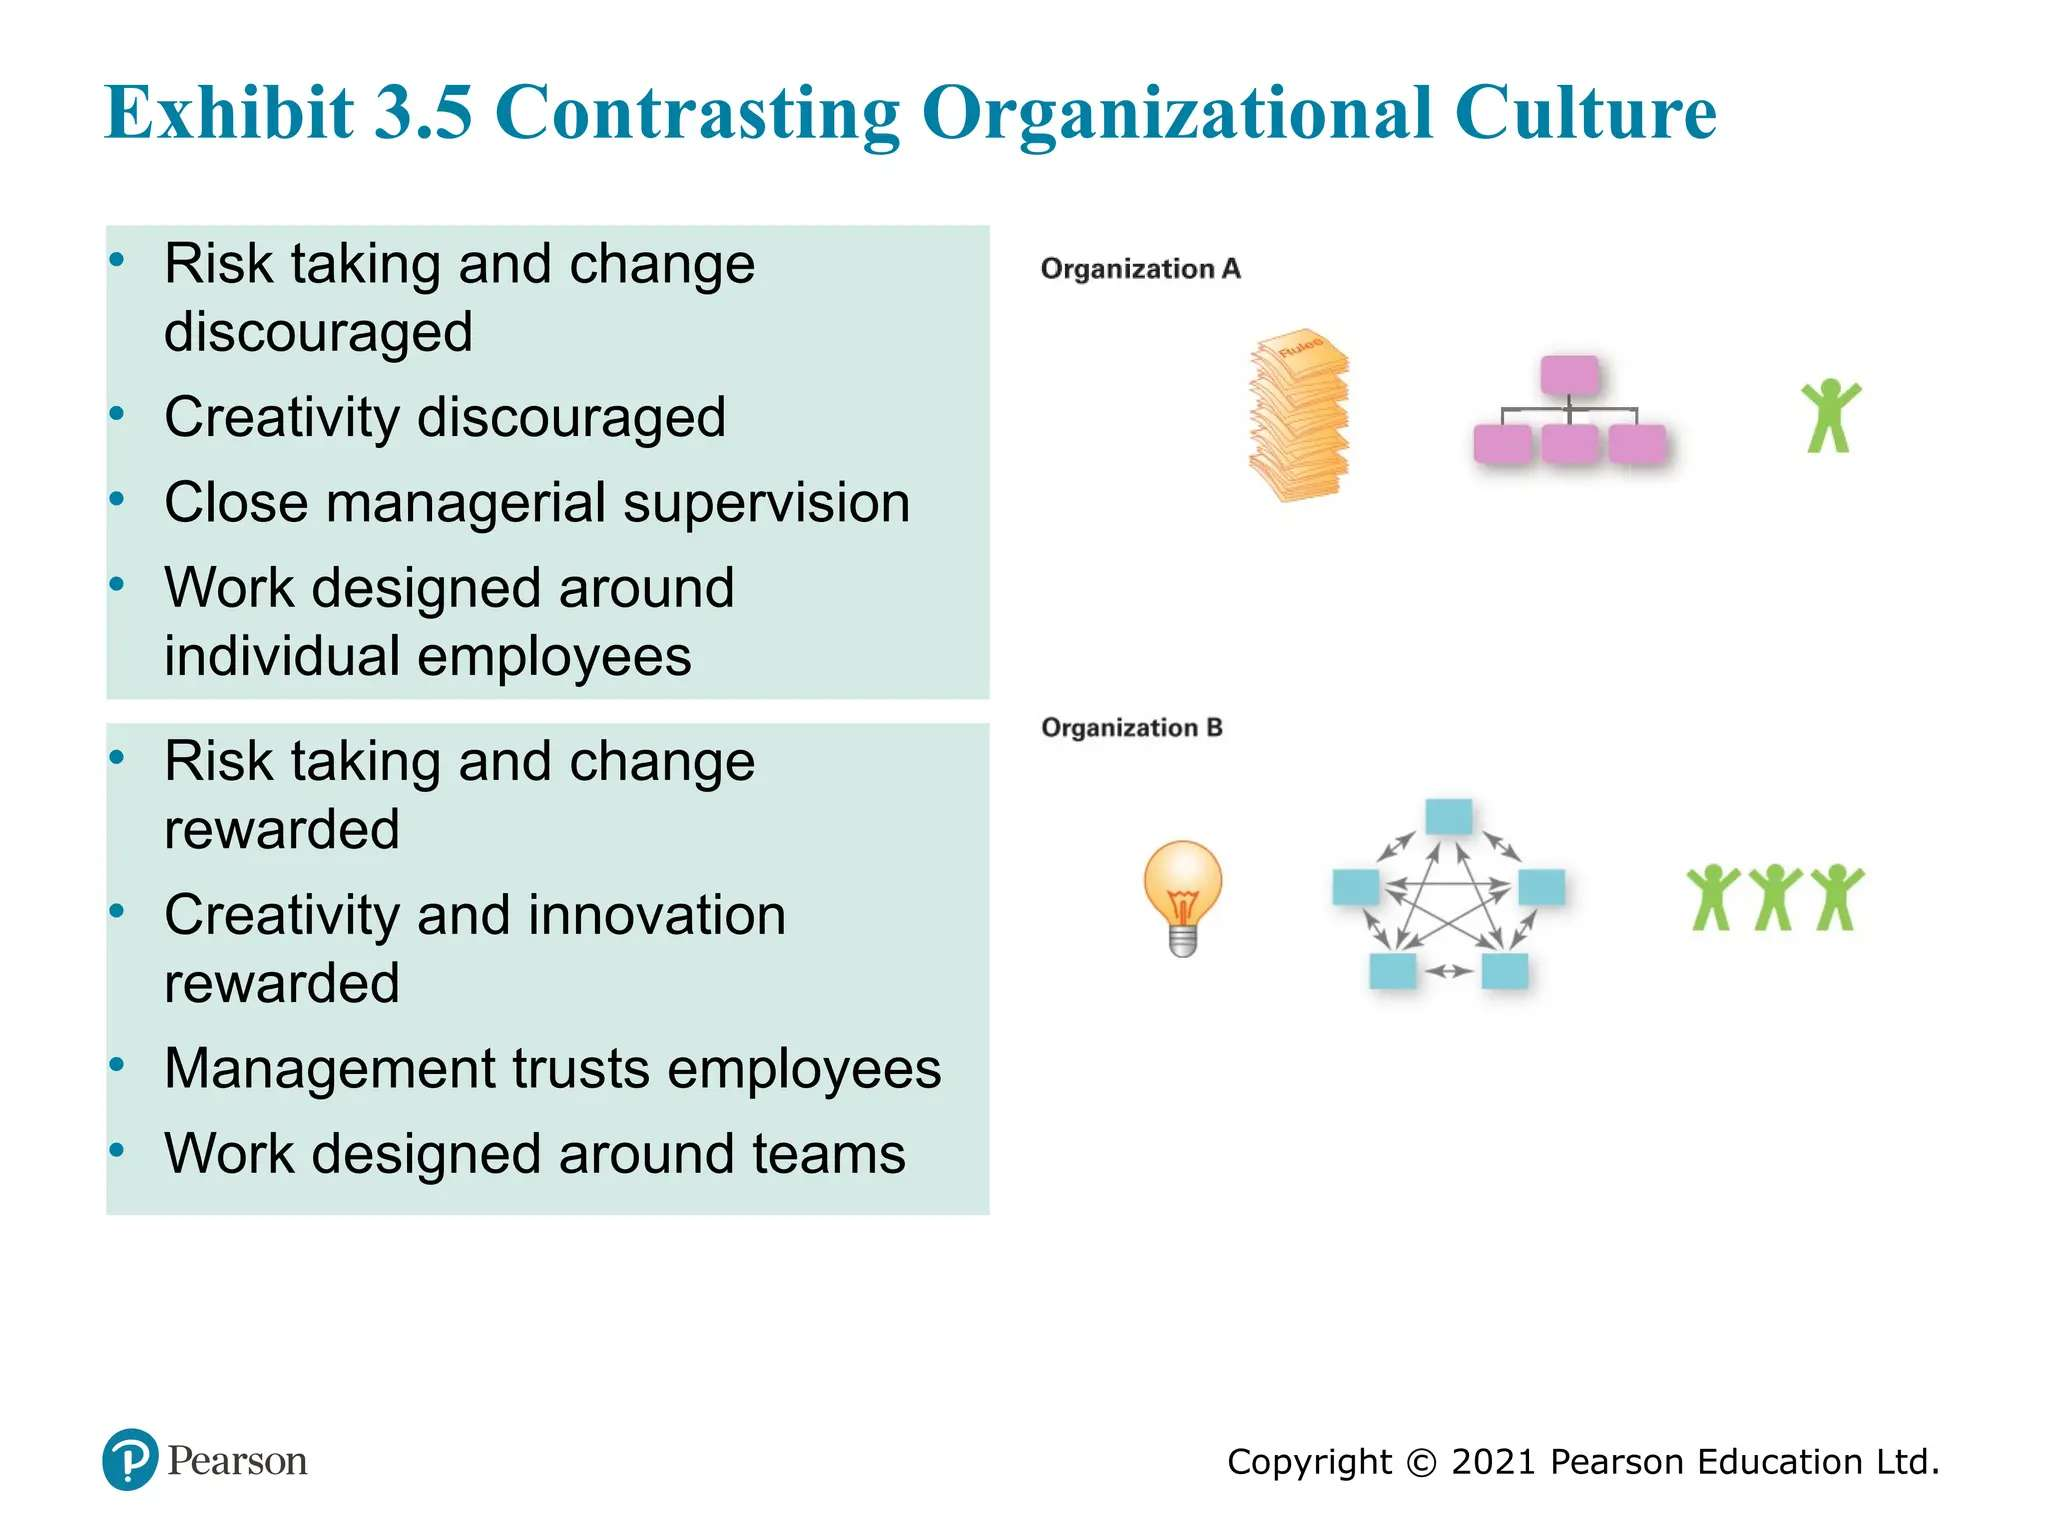 Exhibit 3.5 Contrasting Organizational Culture
• Risk taking and change
discouraged
• Creativity discouraged
• Close managerial supervision
• Work designed around
individual employees
Organization A
Rules
• Risk taking and change
rewarded
• Creativity and innovation
rewarded
• Management trusts employees
• Work designed around teams
Organization B
P Pearson
Copyright © 2021 Pearson Education Ltd.